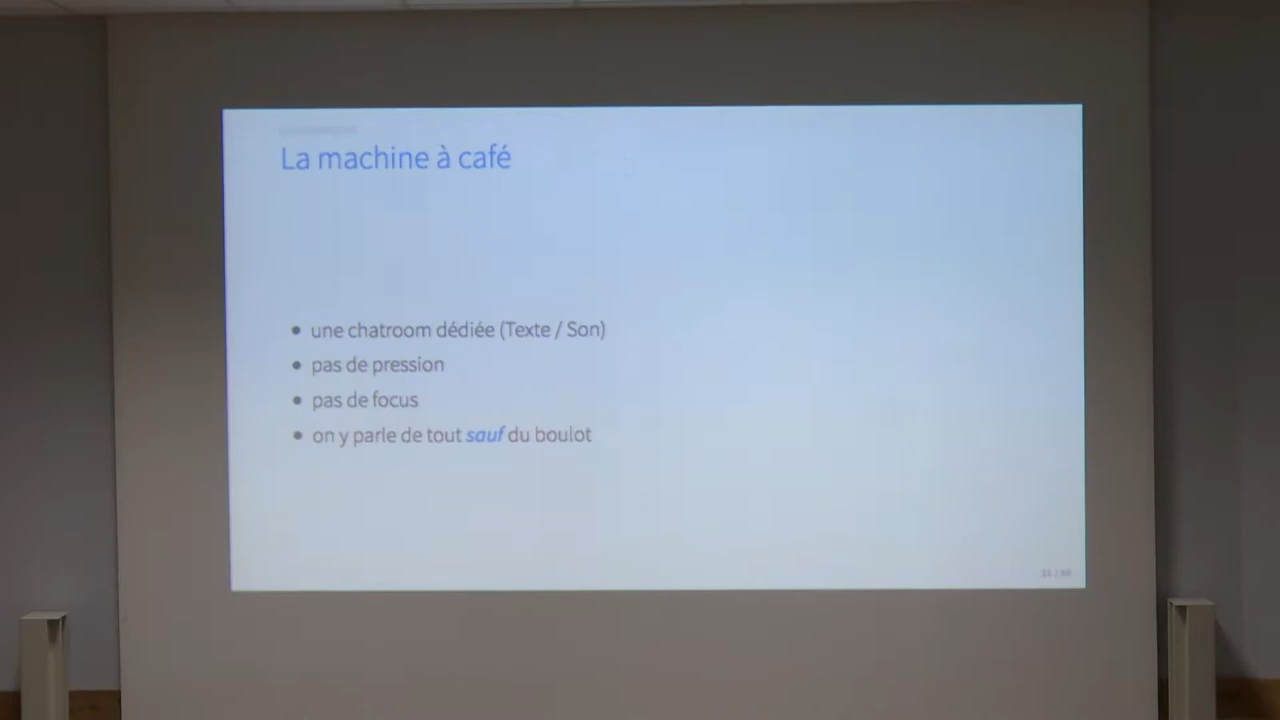 La machine à café
• une chatroom dédiée (Texte / Son)
• pas de pression
• pas de focus
• on y parle de tout sauf du boulot